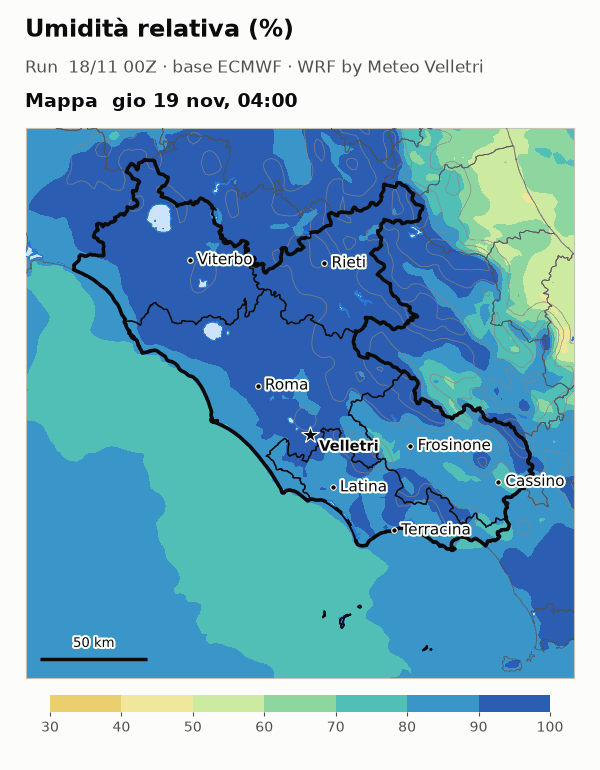 Umidità relativa (%)
Run  18/11 00Z · base ECMWF · WRF by Meteo Velletri
Mappa  gio 19 nov, 04:00
Viterbo
Rieti
Roma
Velletri
Frosinone
Latina
Cassino
Terracina
50 km
30 40 50 60 70 80 90 100